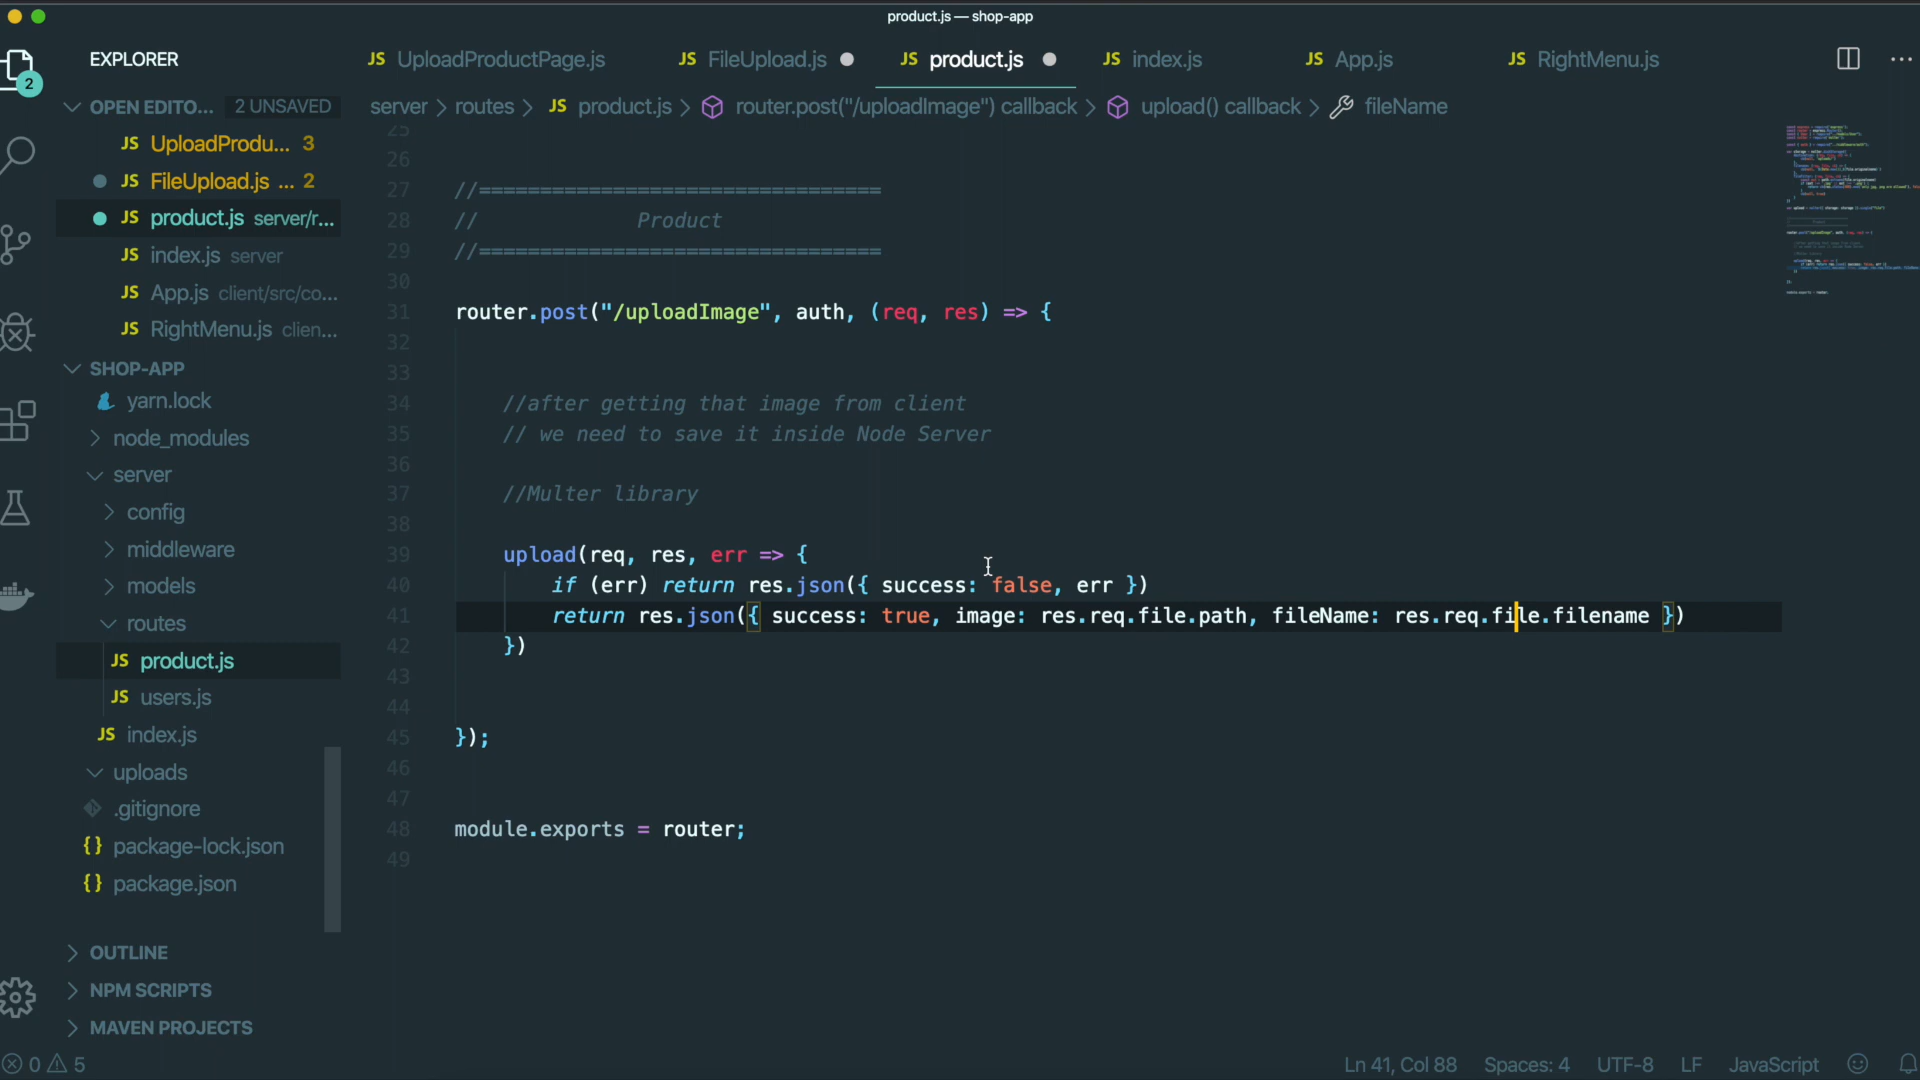 product.js — shop-app
EXPLORER
JS UploadProductPage.js
JS FileUpload.js
JS product.js
JS index.js
JS App.js
JS RightMenu.js
2
OPEN EDITO... 2 UNSAVED
server > routes > JS product.js > router.post("/uploadImage") callback > upload() callback > fileName
JS UploadProdu... 3
JS FileUpload.js ... 2
JS product.js server/r...
JS index.js server
JS App.js client/src/co...
JS RightMenu.js clien...
SHOP-APP
yarn.lock
node_modules
server
config
middleware
models
routes
JS product.js
JS users.js
JS index.js
uploads
.gitignore
{} package-lock.json
{} package.json
OUTLINE
NPM SCRIPTS
MAVEN PROJECTS
25
26
27 //=================================
28 // Product
29 //=================================
30
31 router.post("/uploadImage", auth, (req, res) => {
32
33
34 //after getting that image from client
35 // we need to save it inside Node Server
36
37 //Multer library
38
39 upload(req, res, err => {
40 if (err) return res.json({ success: false, err })
41 return res.json({ success: true, image: res.req.file.path, fileName: res.req.file.filename })
42 })
43
44
45 });
46
47
48 module.exports = router;
49
0 5
Ln 41, Col 88 Spaces: 4 UTF-8 LF JavaScript